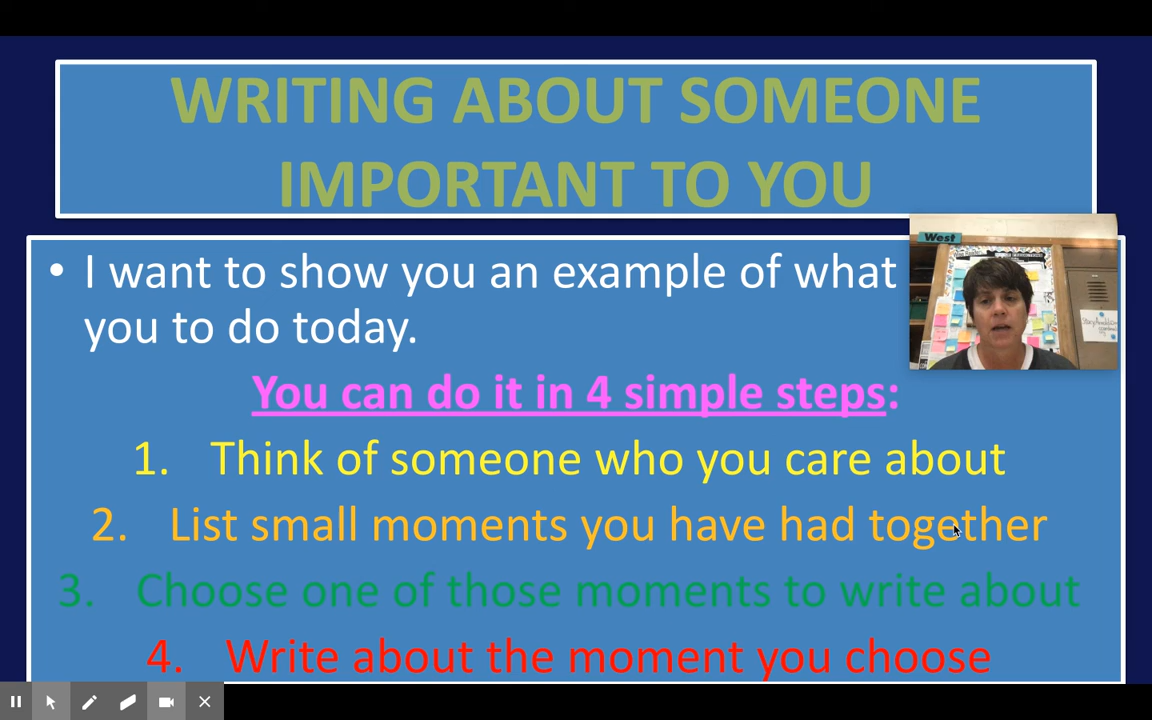 WRITING ABOUT SOMEONE
IMPORTANT TO YOU
• I want to show you an example of what
you to do today.
You can do it in 4 simple steps:
1. Think of someone who you care about
2. List small moments you have had together
3. Choose one of those moments to write about
4. Write about the moment you choose
West